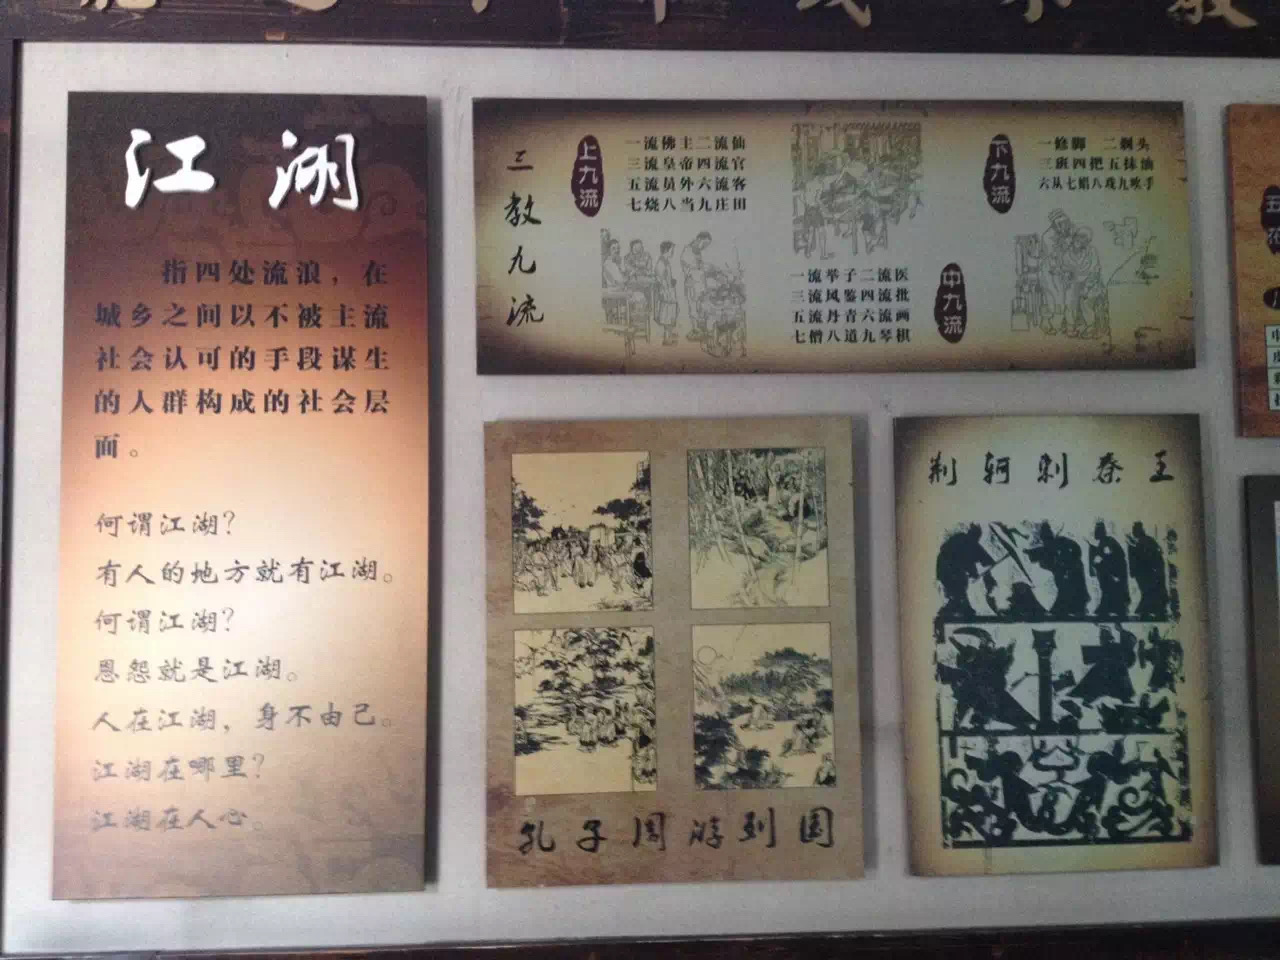 江湖
指四处流浪，在
城乡之间以不被主流
社会认可的手段谋生
的人群构成的社会层
面。
何谓江湖？
有人的地方就有江湖。
何谓江湖？
恩怨就是江湖。
人在江湖，身不由己。
江湖在哪里？
江湖在人心。
三教九流
上九流
一流佛主二流仙
三流皇帝四流官
五流员外六流客
七烧八当九庄田
中九流
一流举子二流医
三流风鉴四流批
五流丹青六流画
七僧八道九琴棋
下九流
一修脚 二剃头
三班四把五抹油
六从七娼八戏九吹手
孔子周游列国
荆轲刺秦王